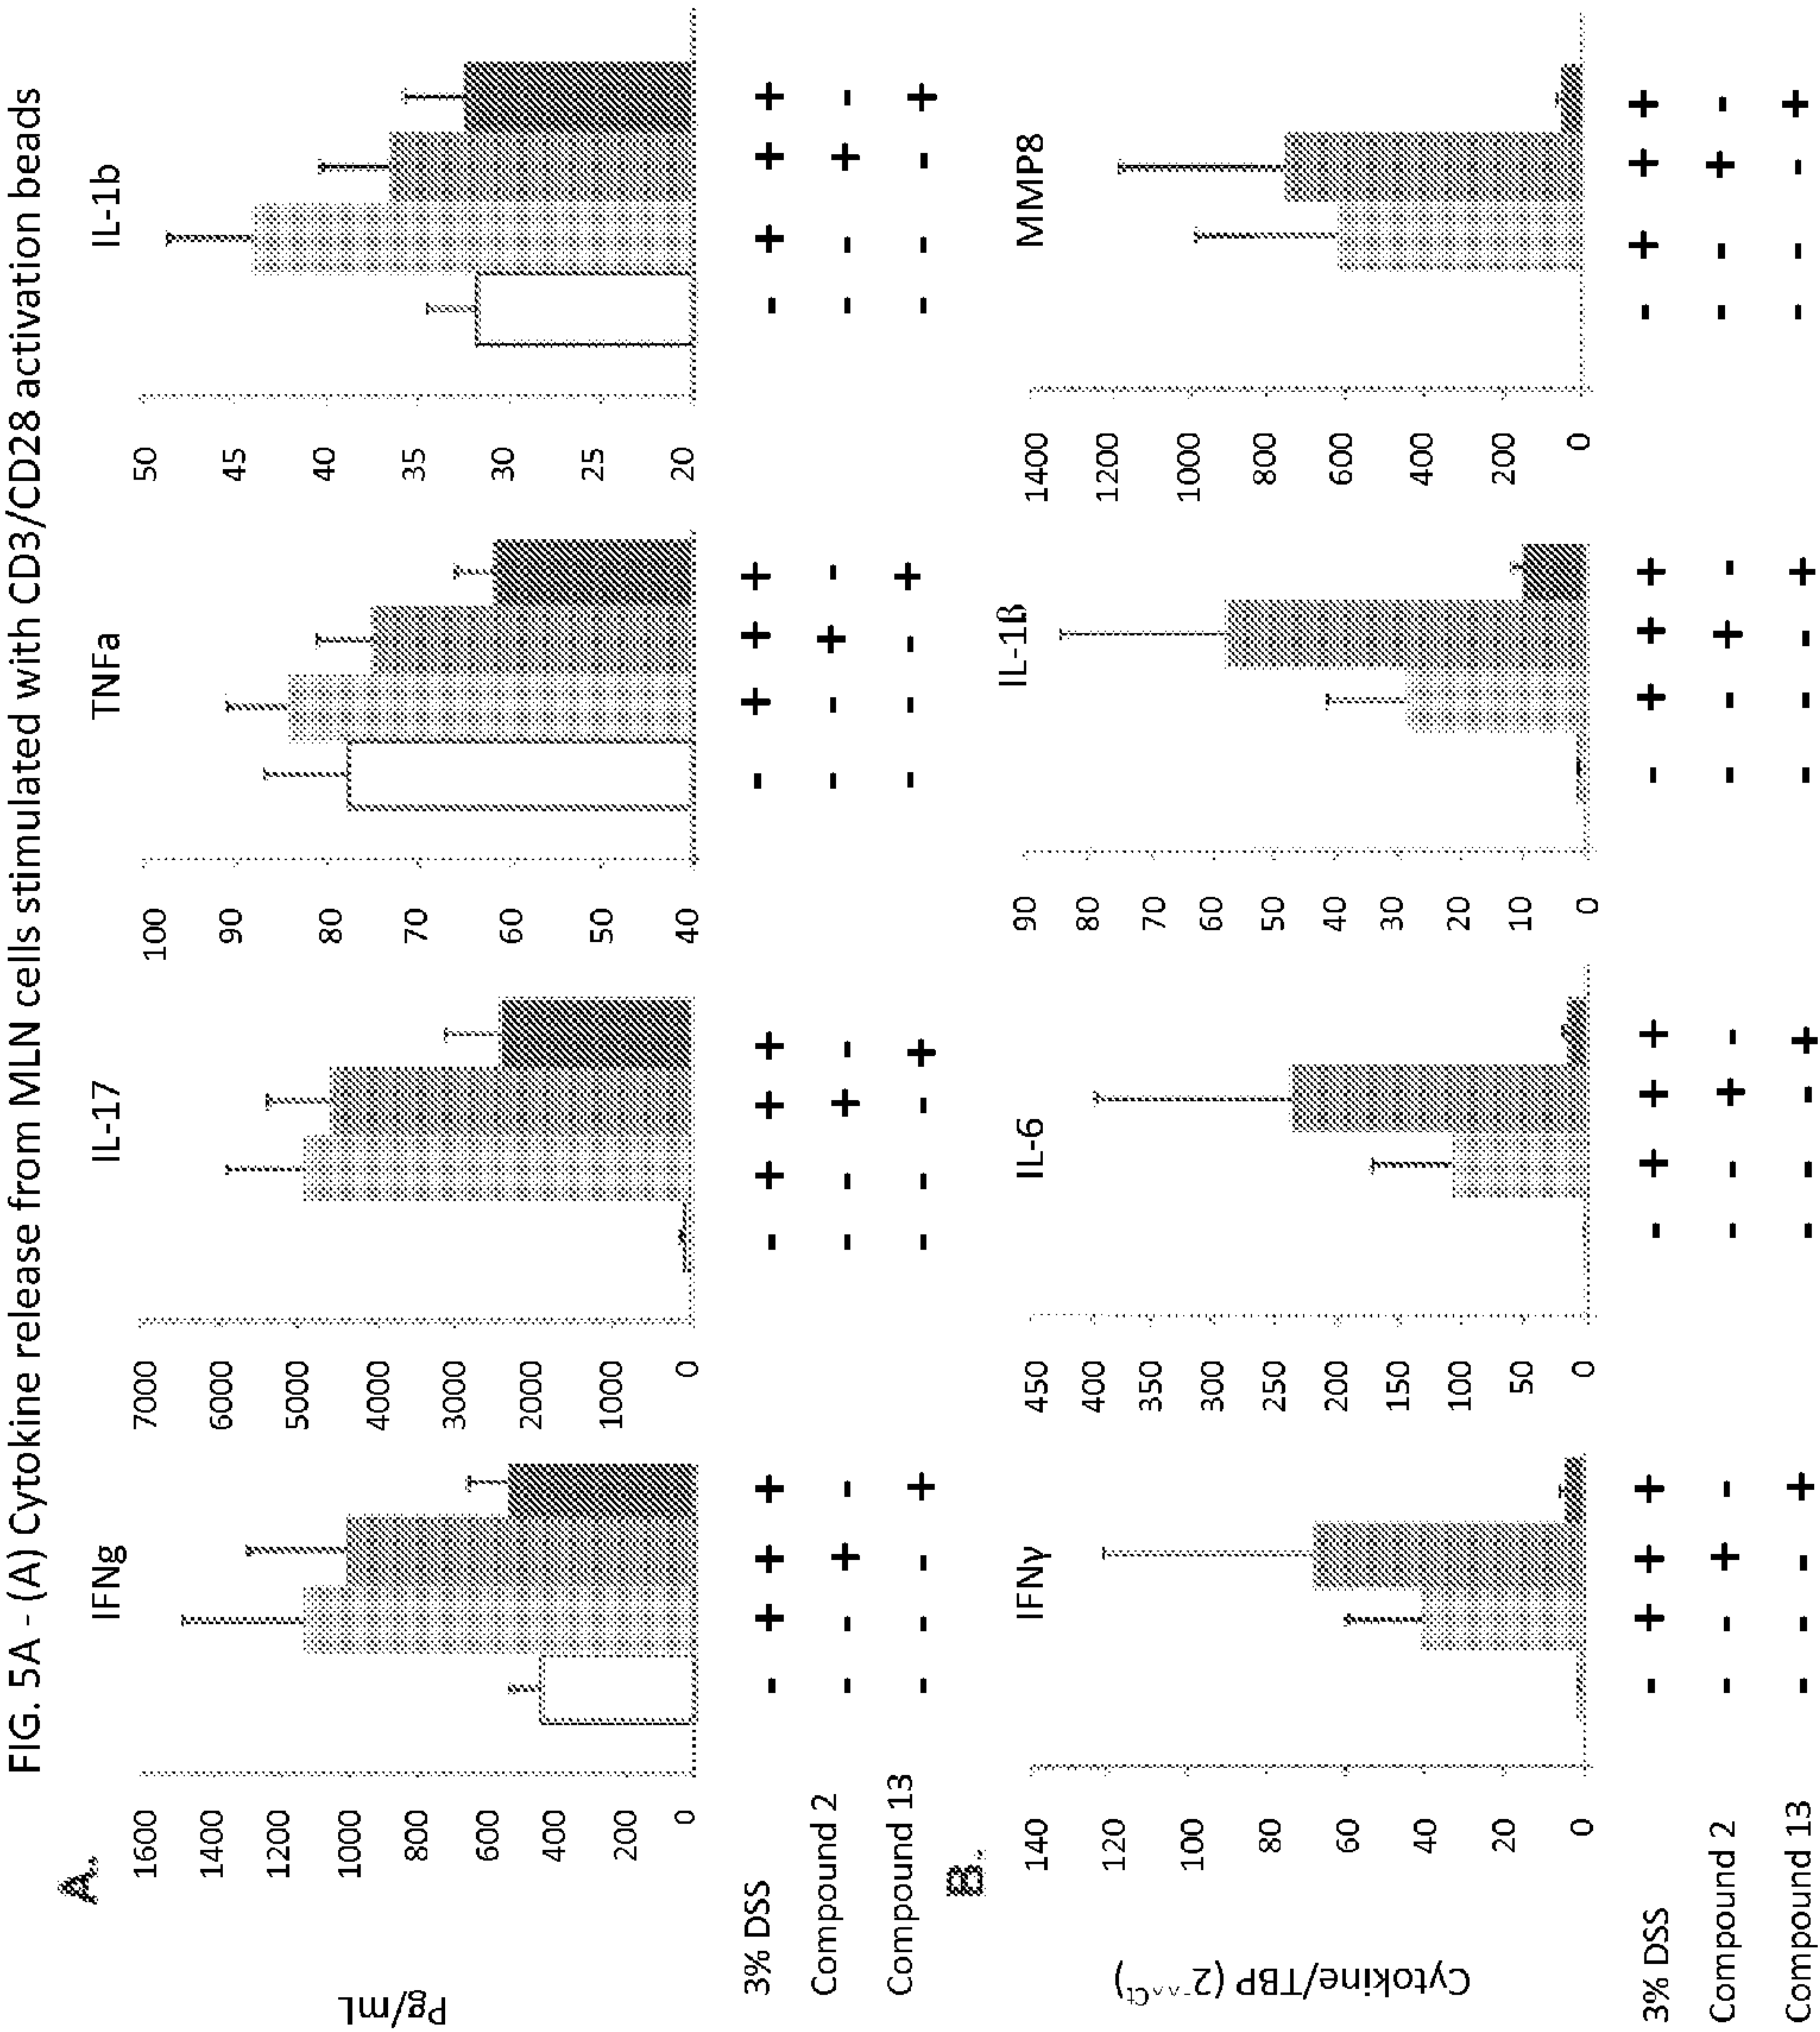 FIG. 5A - (A) Cytokine release from MLN cells stimulated with CD3/CD28 activation beads
A.
IFNg IL-17 TNFa IL-1b
Pg/mL
1600 7000 100 50
1400 6000 90 45
1200 5000 80 40
1000 4000 70 35
800 3000 60 30
600 2000 50 25
400 1000 40 20
200 0
0
3% DSS - + + + - + + + - + + + - + + +
Compound 2 - - + - - - + - - - + - - - + -
Compound 13 - - - + - - - + - - - + - - - +
B.
IFNγ IL-6 IL-1ß MMP8
Cytokine/TBP (2^-^^Ct)
140 450 90 1400
120 400 80 1200
100 350 70 1000
80 300 60 800
60 250 50 600
40 200 40 400
20 150 30 200
0 100 20 0
50 10
0 0
3% DSS - + + + - + + + - + + + - + + +
Compound 2 - - + - - - + - - - + - - - + -
Compound 13 - - - + - - - + - - - + - - - +